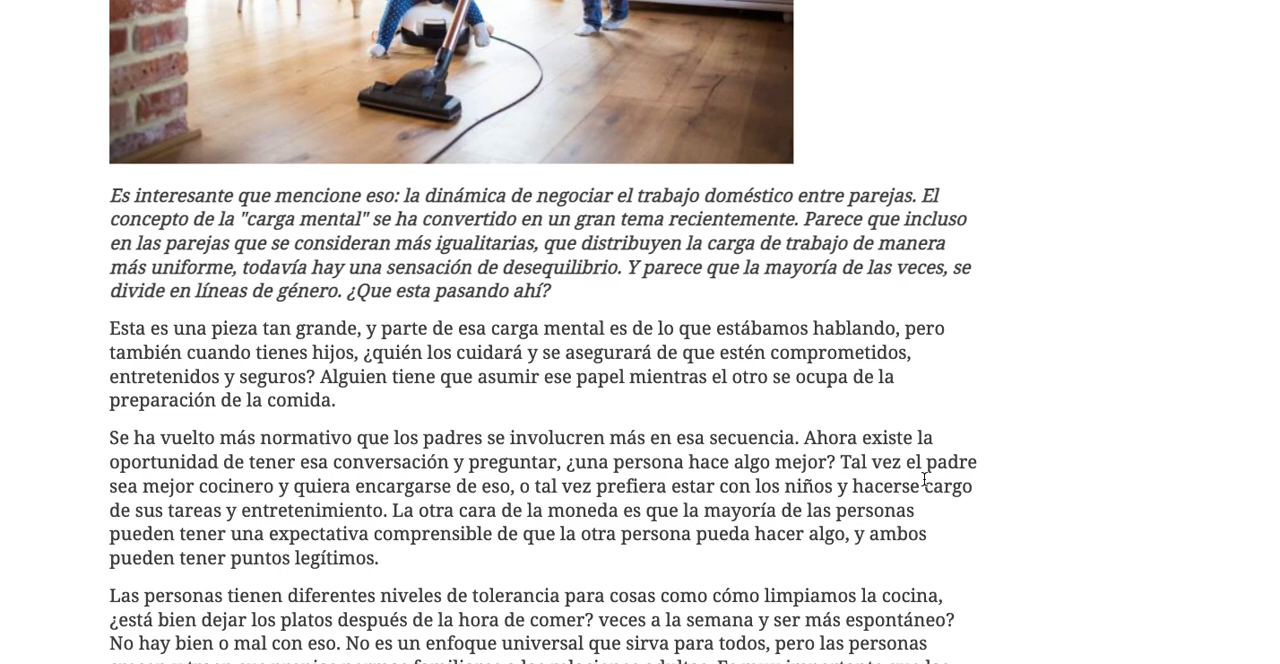 Es interesante que mencione eso: la dinámica de negociar el trabajo doméstico entre parejas. El
concepto de la "carga mental" se ha convertido en un gran tema recientemente. Parece que incluso
en las parejas que se consideran más igualitarias, que distribuyen la carga de trabajo de manera
más uniforme, todavía hay una sensación de desequilibrio. Y parece que la mayoría de las veces, se
divide en líneas de género. ¿Que esta pasando ahí?
Esta es una pieza tan grande, y parte de esa carga mental es de lo que estábamos hablando, pero
también cuando tienes hijos, ¿quién los cuidará y se asegurará de que estén comprometidos,
entretenidos y seguros? Alguien tiene que asumir ese papel mientras el otro se ocupa de la
preparación de la comida.
Se ha vuelto más normativo que los padres se involucren más en esa secuencia. Ahora existe la
oportunidad de tener esa conversación y preguntar, ¿una persona hace algo mejor? Tal vez el padre
sea mejor cocinero y quiera encargarse de eso, o tal vez prefiera estar con los niños y hacerse cargo
de sus tareas y entretenimiento. La otra cara de la moneda es que la mayoría de las personas
pueden tener una expectativa comprensible de que la otra persona pueda hacer algo, y ambos
pueden tener puntos legítimos.
Las personas tienen diferentes niveles de tolerancia para cosas como cómo limpiamos la cocina,
¿está bien dejar los platos después de la hora de comer? veces a la semana y ser más espontáneo?
No hay bien o mal con eso. No es un enfoque universal que sirva para todos, pero las personas